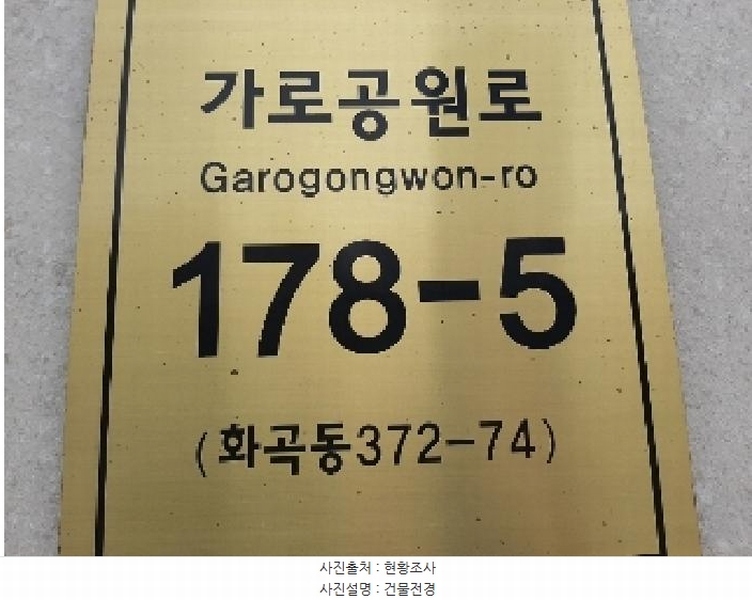 가로공원로
Garogongwon-ro
178-5
(화곡동372-74)
사진출처 : 현황조사
사진설명 : 건물전경